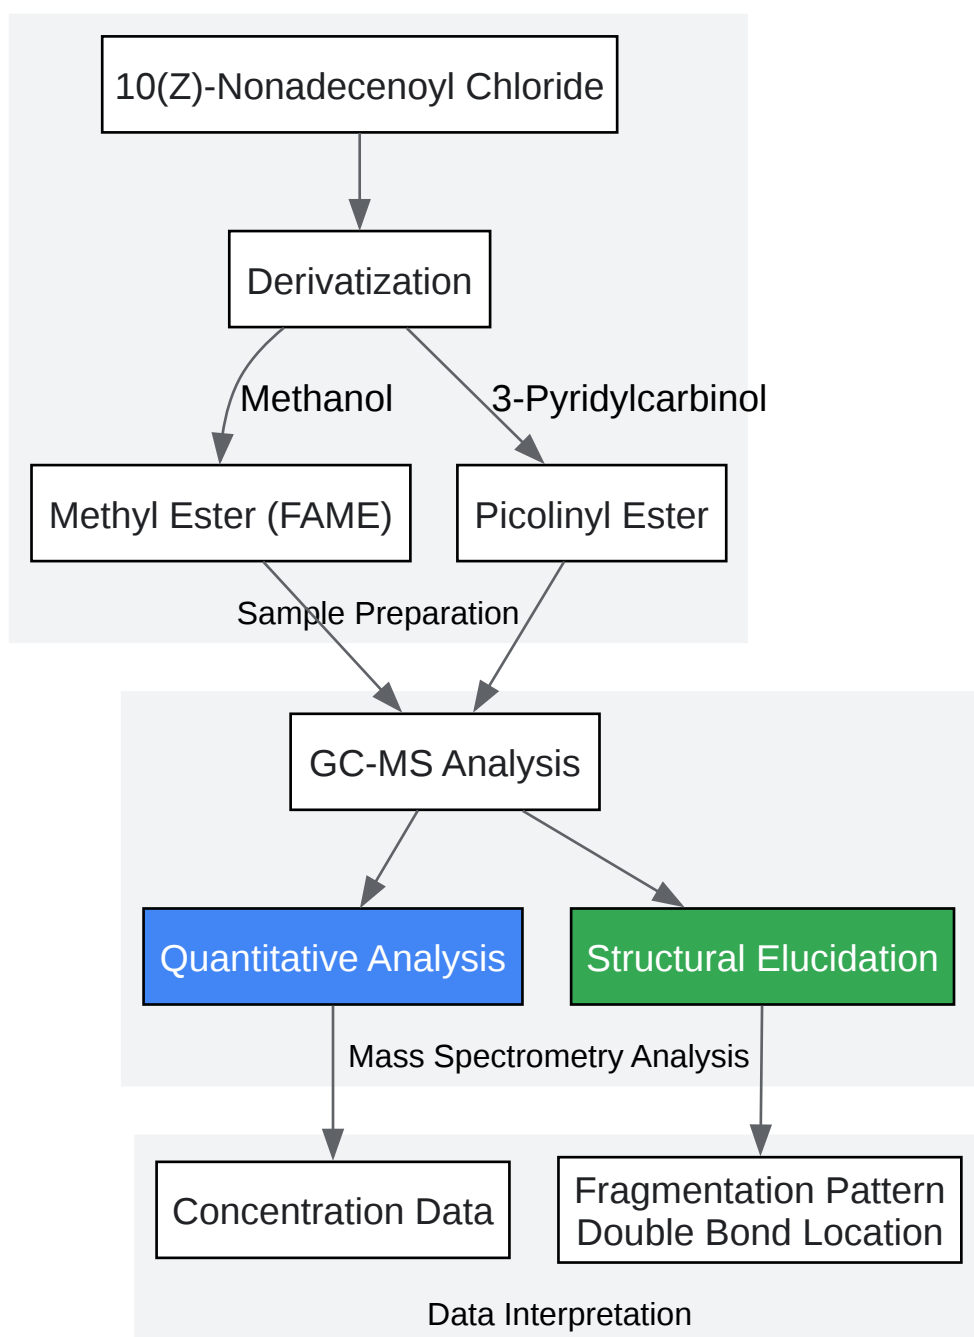 10(Z)-Nonadecenoyl Chloride
Derivatization
Methanol
3-Pyridylcarbinol
Methyl Ester (FAME)
Picolinyl Ester
Sample Preparation
GC-MS Analysis
Quantitative Analysis
Structural Elucidation
Mass Spectrometry Analysis
Concentration Data
Fragmentation Pattern
Double Bond Location
Data Interpretation